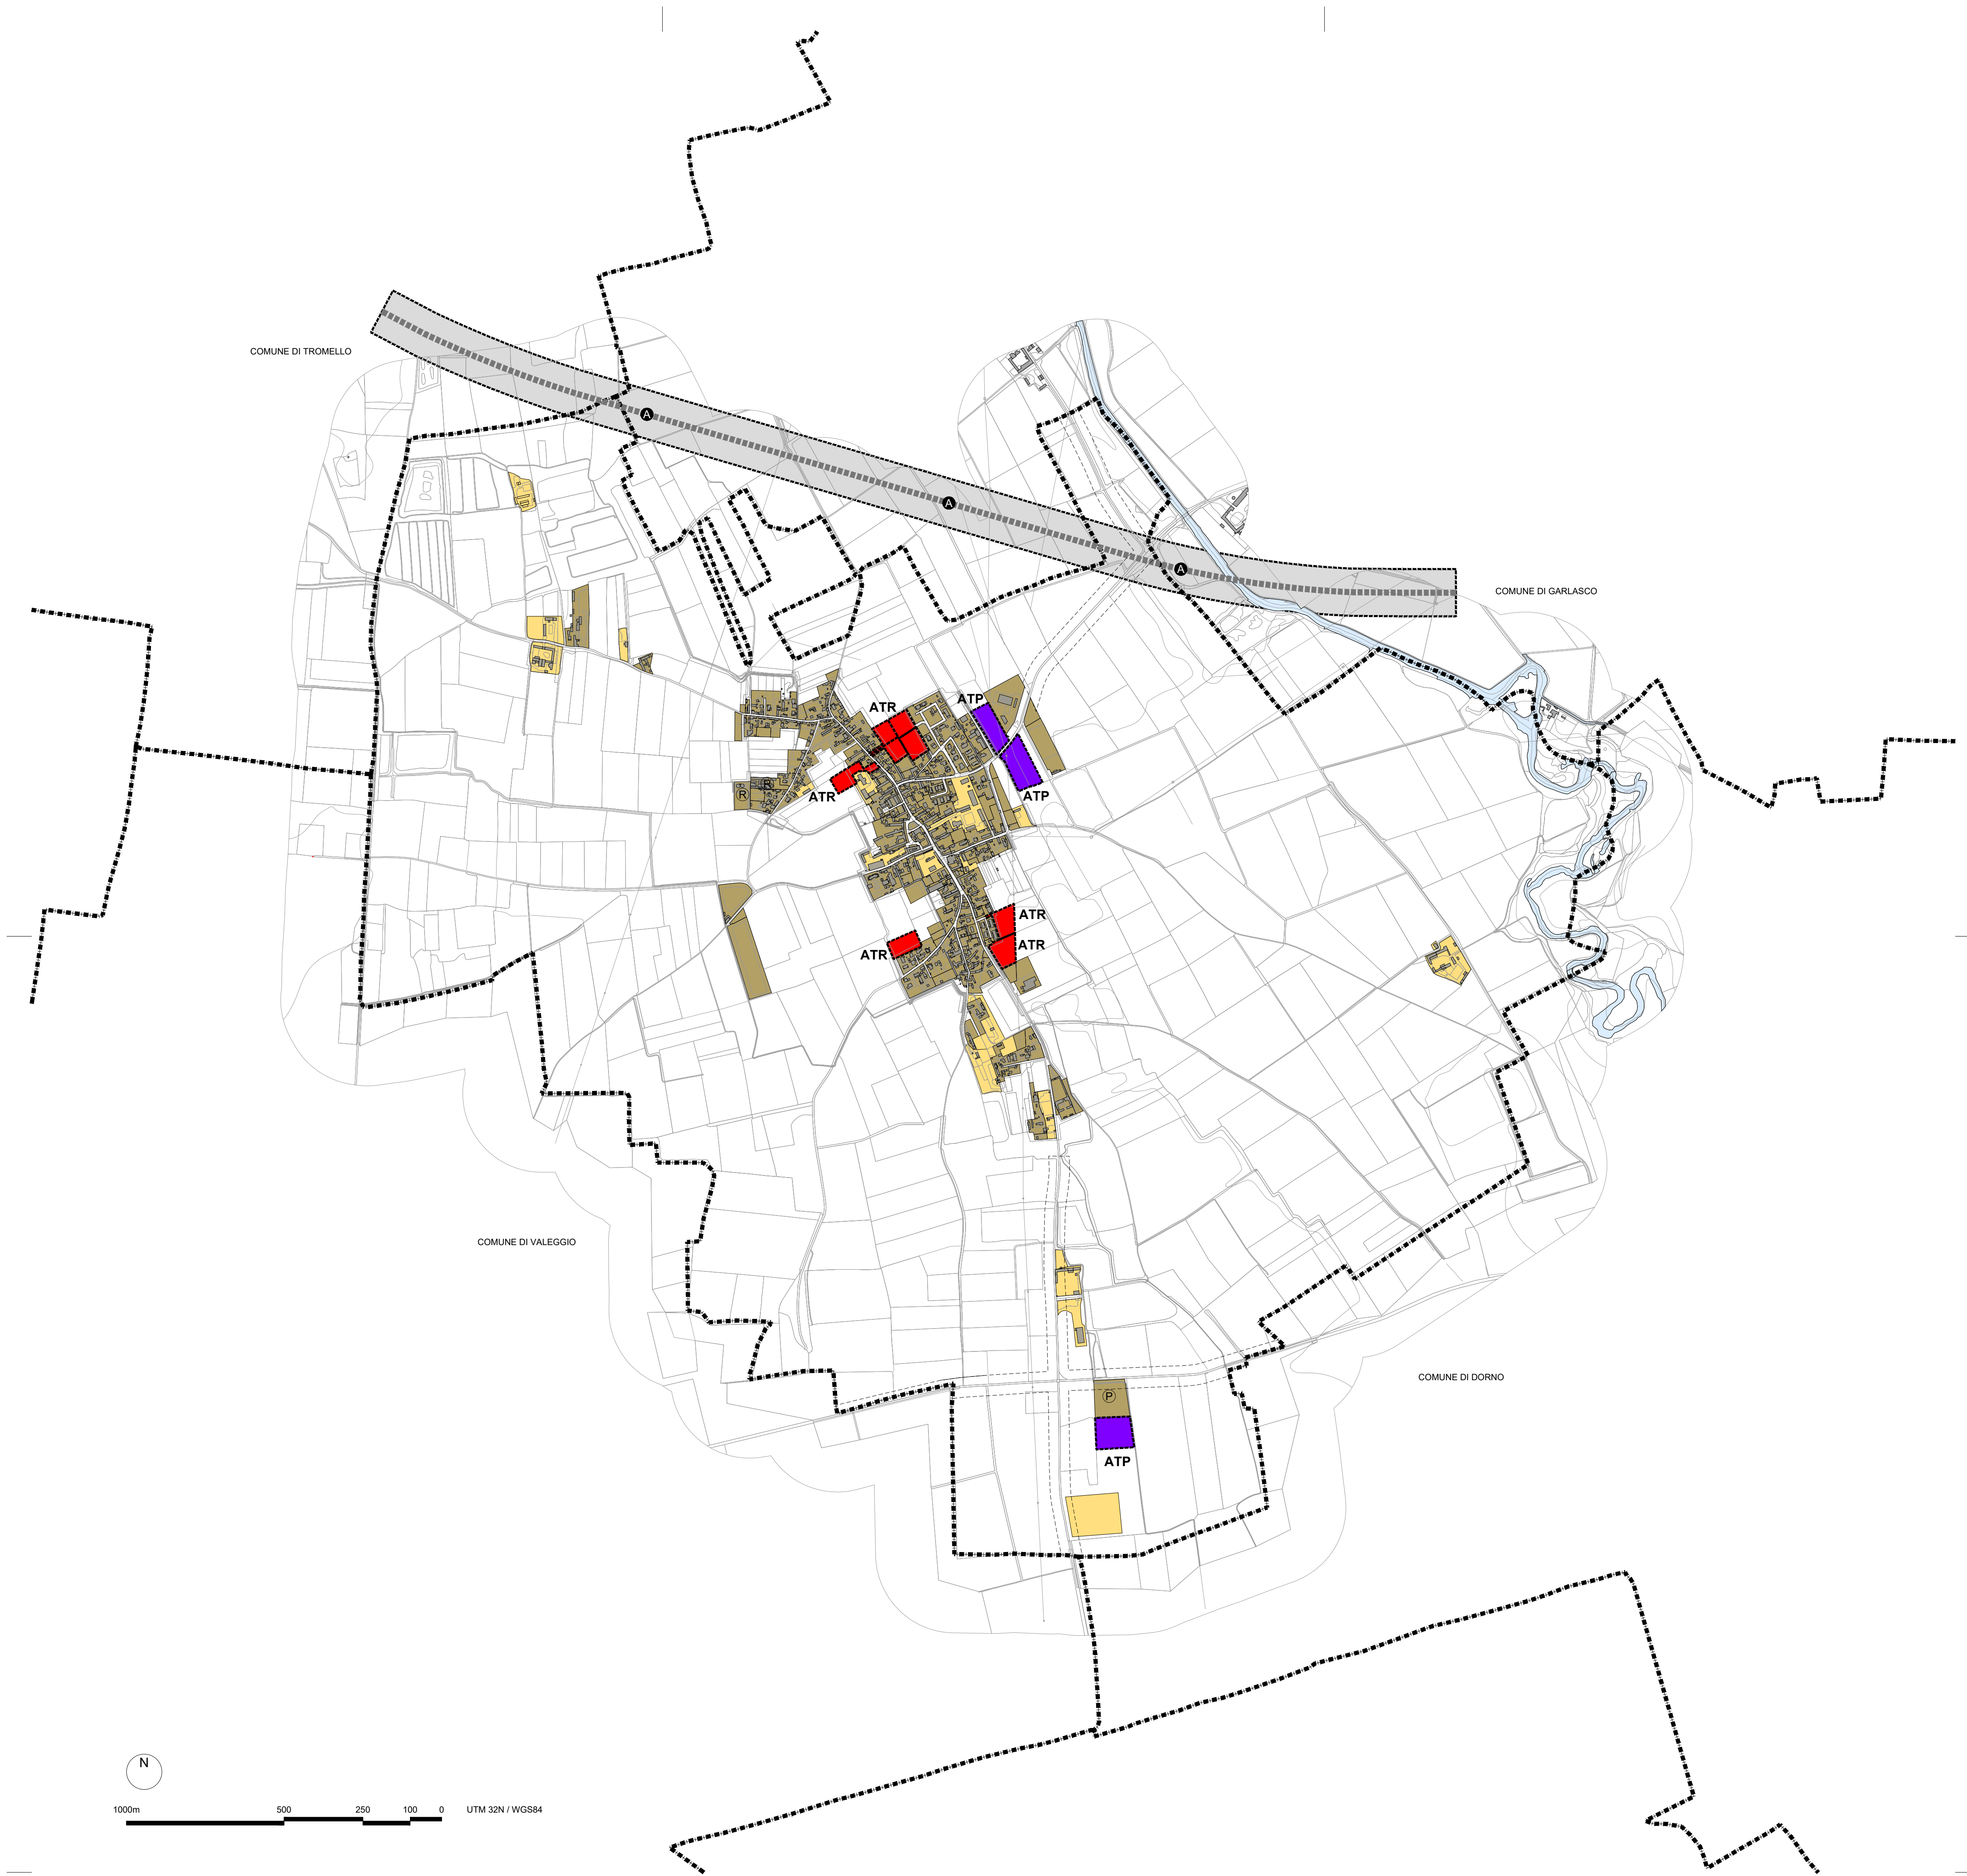 COMUNE DI TROMELLO
A
A
A
COMUNE DI GARLASCO
ATR
ATP
R
R
ATR
ATP
ATR
ATR
ATR
COMUNE DI VALEGGIO
COMUNE DI DORNO
P
ATP
N
1000m 500 250 100 0 UTM 32N / WGS84